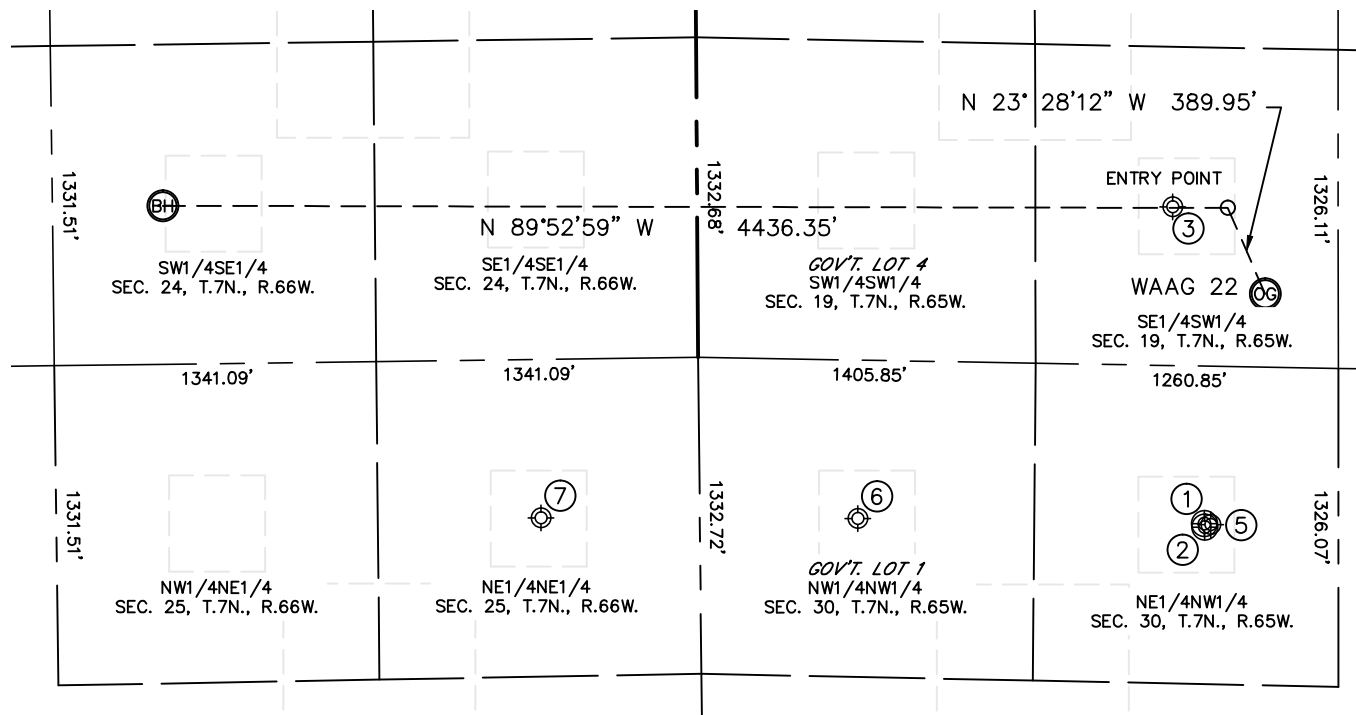 N 23° 28'12" W 389.95'
ENTRY POINT
1331.51'
1332.68'
1326.11'
BH
N 89°52'59" W 4436.35'
3
SW1/4SE1/4
SEC. 24, T.7N., R.66W.
SE1/4SE1/4
SEC. 24, T.7N., R.66W.
GOV'T. LOT 4
SW1/4SW1/4
SEC. 19, T.7N., R.65W.
WAAG 22
OG
SE1/4SW1/4
SEC. 19, T.7N., R.65W.
1341.09'
1341.09'
1405.85'
1260.85'
1331.51'
7
1332.72'
6
1
5
2
1326.07'
NW1/4NE1/4
SEC. 25, T.7N., R.66W.
NE1/4NE1/4
SEC. 25, T.7N., R.66W.
GOV'T. LOT 1
NW1/4NW1/4
SEC. 30, T.7N., R.65W.
NE1/4NW1/4
SEC. 30, T.7N., R.65W.